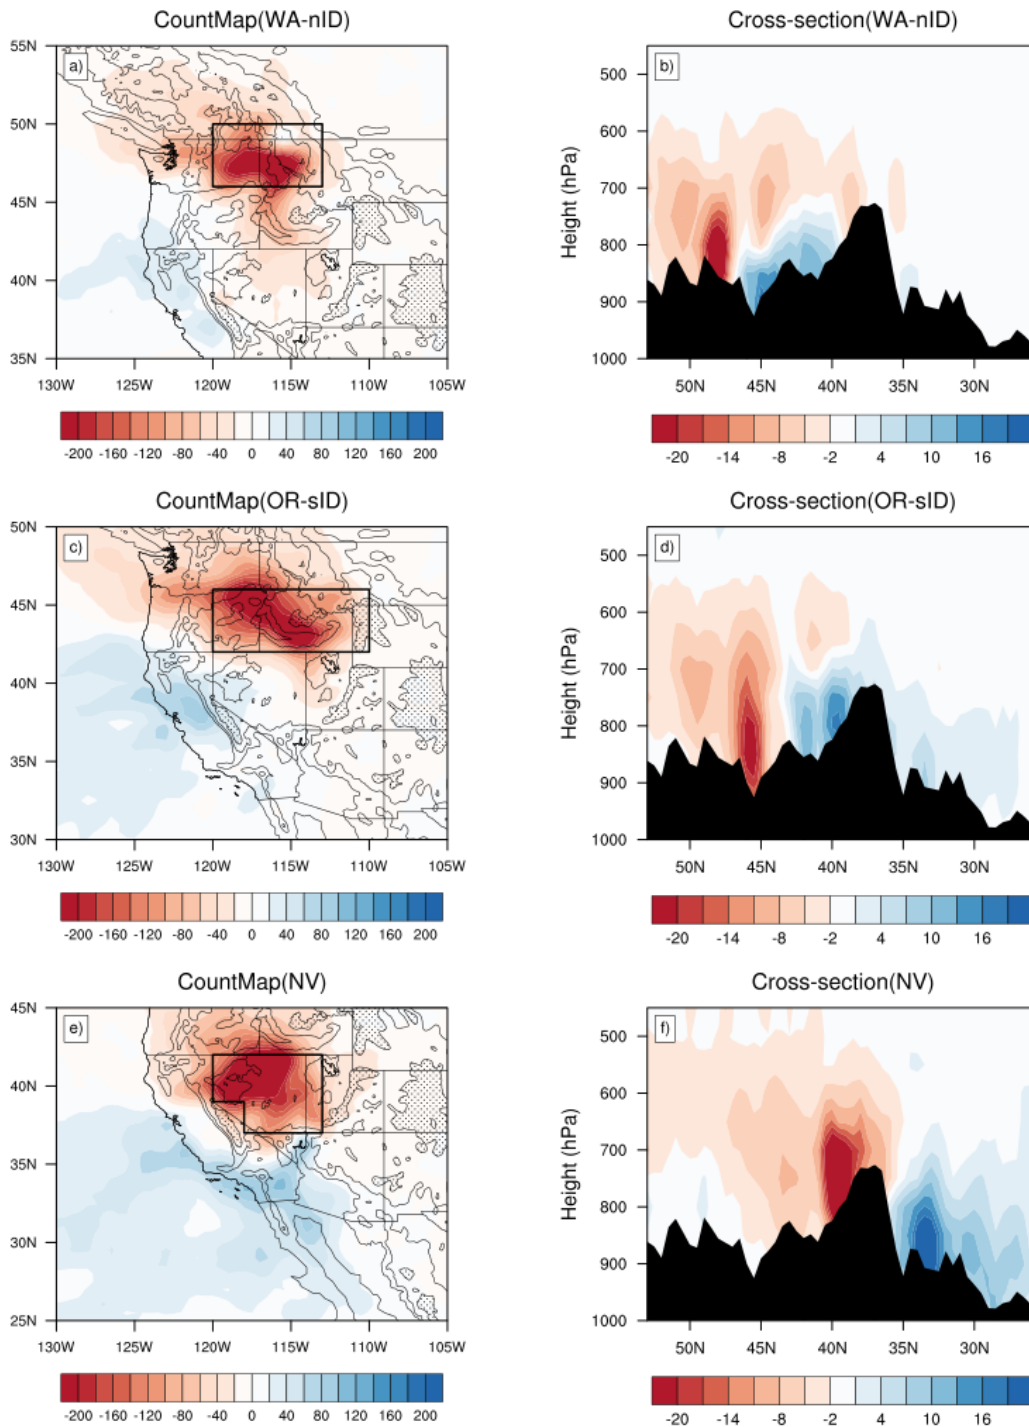 CountMap(WA-nID)
Cross-section(WA-nID)
55N
a)
50N
45N
40N
35N
130W 125W 120W 115W 110W 105W
-200 -160 -120 -80 -40 0 40 80 120 160 200
b)
Height (hPa)
500
600
700
800
900
1000
50N 45N 40N 35N 30N
-20 -14 -8 -2 4 10 16
CountMap(OR-sID)
Cross-section(OR-sID)
50N
c)
45N
40N
35N
30N
130W 125W 120W 115W 110W 105W
-200 -160 -120 -80 -40 0 40 80 120 160 200
d)
Height (hPa)
500
600
700
800
900
1000
50N 45N 40N 35N 30N
-20 -14 -8 -2 4 10 16
CountMap(NV)
Cross-section(NV)
45N
e)
40N
35N
30N
25N
130W 125W 120W 115W 110W 105W
-200 -160 -120 -80 -40 0 40 80 120 160 200
f)
Height (hPa)
500
600
700
800
900
1000
50N 45N 40N 35N 30N
-20 -14 -8 -2 4 10 16